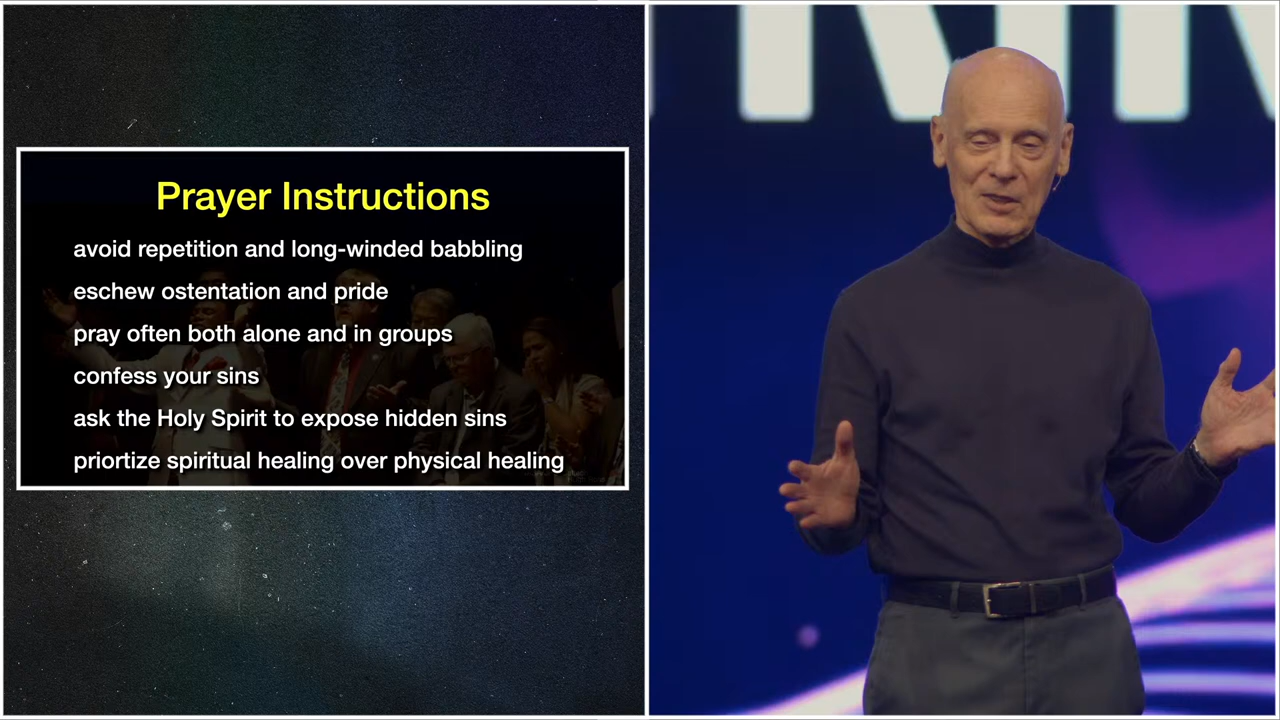 Prayer Instructions
avoid repetition and long-winded babbling
eschew ostentation and pride
pray often both alone and in groups
confess your sins
ask the Holy Spirit to expose hidden sins
priortize spiritual healing over physical healing